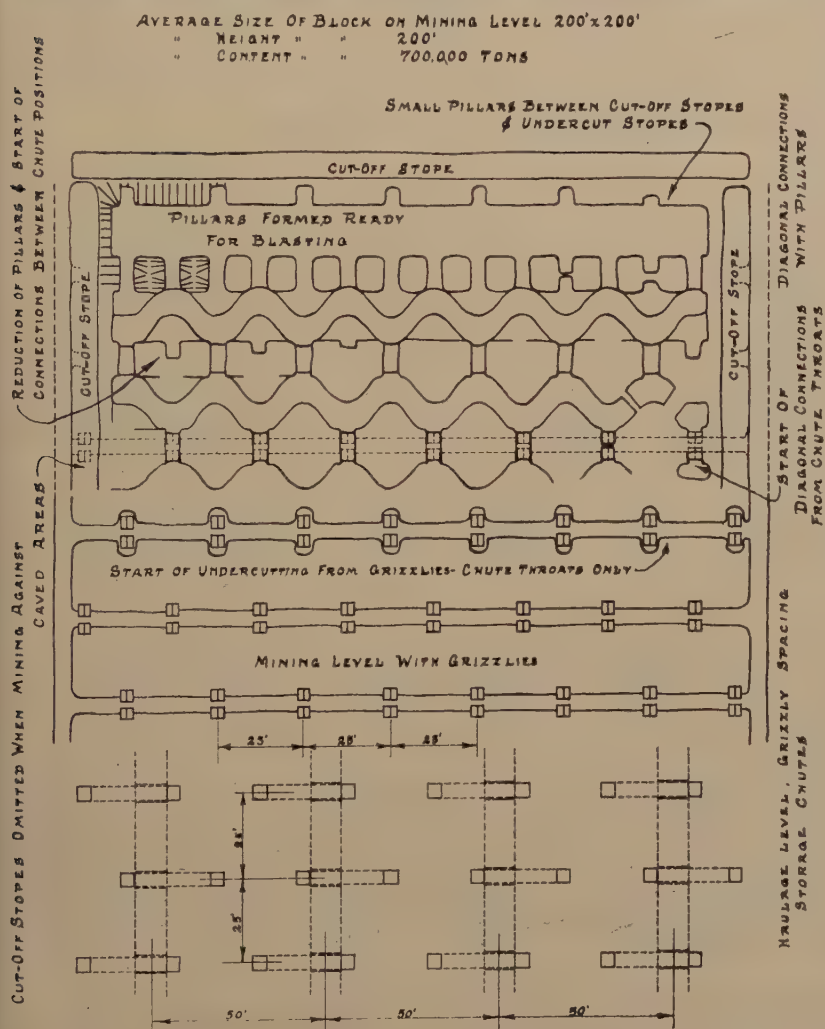 AVERAGE SIZE OF BLOCK ON MINING LEVEL 200'x200'
" HEIGHT " " 200'
" CONTENT " " 700,000 TONS
SMALL PILLARS BETWEEN CUT-OFF STOPES
& UNDERCUT STOPES
CUT-OFF STOPE
PILLARS FORMED READY
FOR BLASTING
CUT-OFF STOPE
CUT-OFF STOPE
REDUCTION OF PILLARS & START OF
CONNECTIONS BETWEEN CHUTE POSITIONS
DIAGONAL CONNECTIONS
WITH PILLARS
START OF
DIAGONAL CONNECTIONS
FROM CHUTE THROATS
START OF UNDERCUTTING FROM GRIZZLIES-CHUTE THROATS ONLY
MINING LEVEL WITH GRIZZLIES
CUT-OFF STOPES OMITTED WHEN MINING AGAINST
CAVED AREAS
HAULAGE LEVEL, GRIZZLY SPACING
STORAGE CHUTES
25' 25' 25'
25'
25'
50' 50' 50'